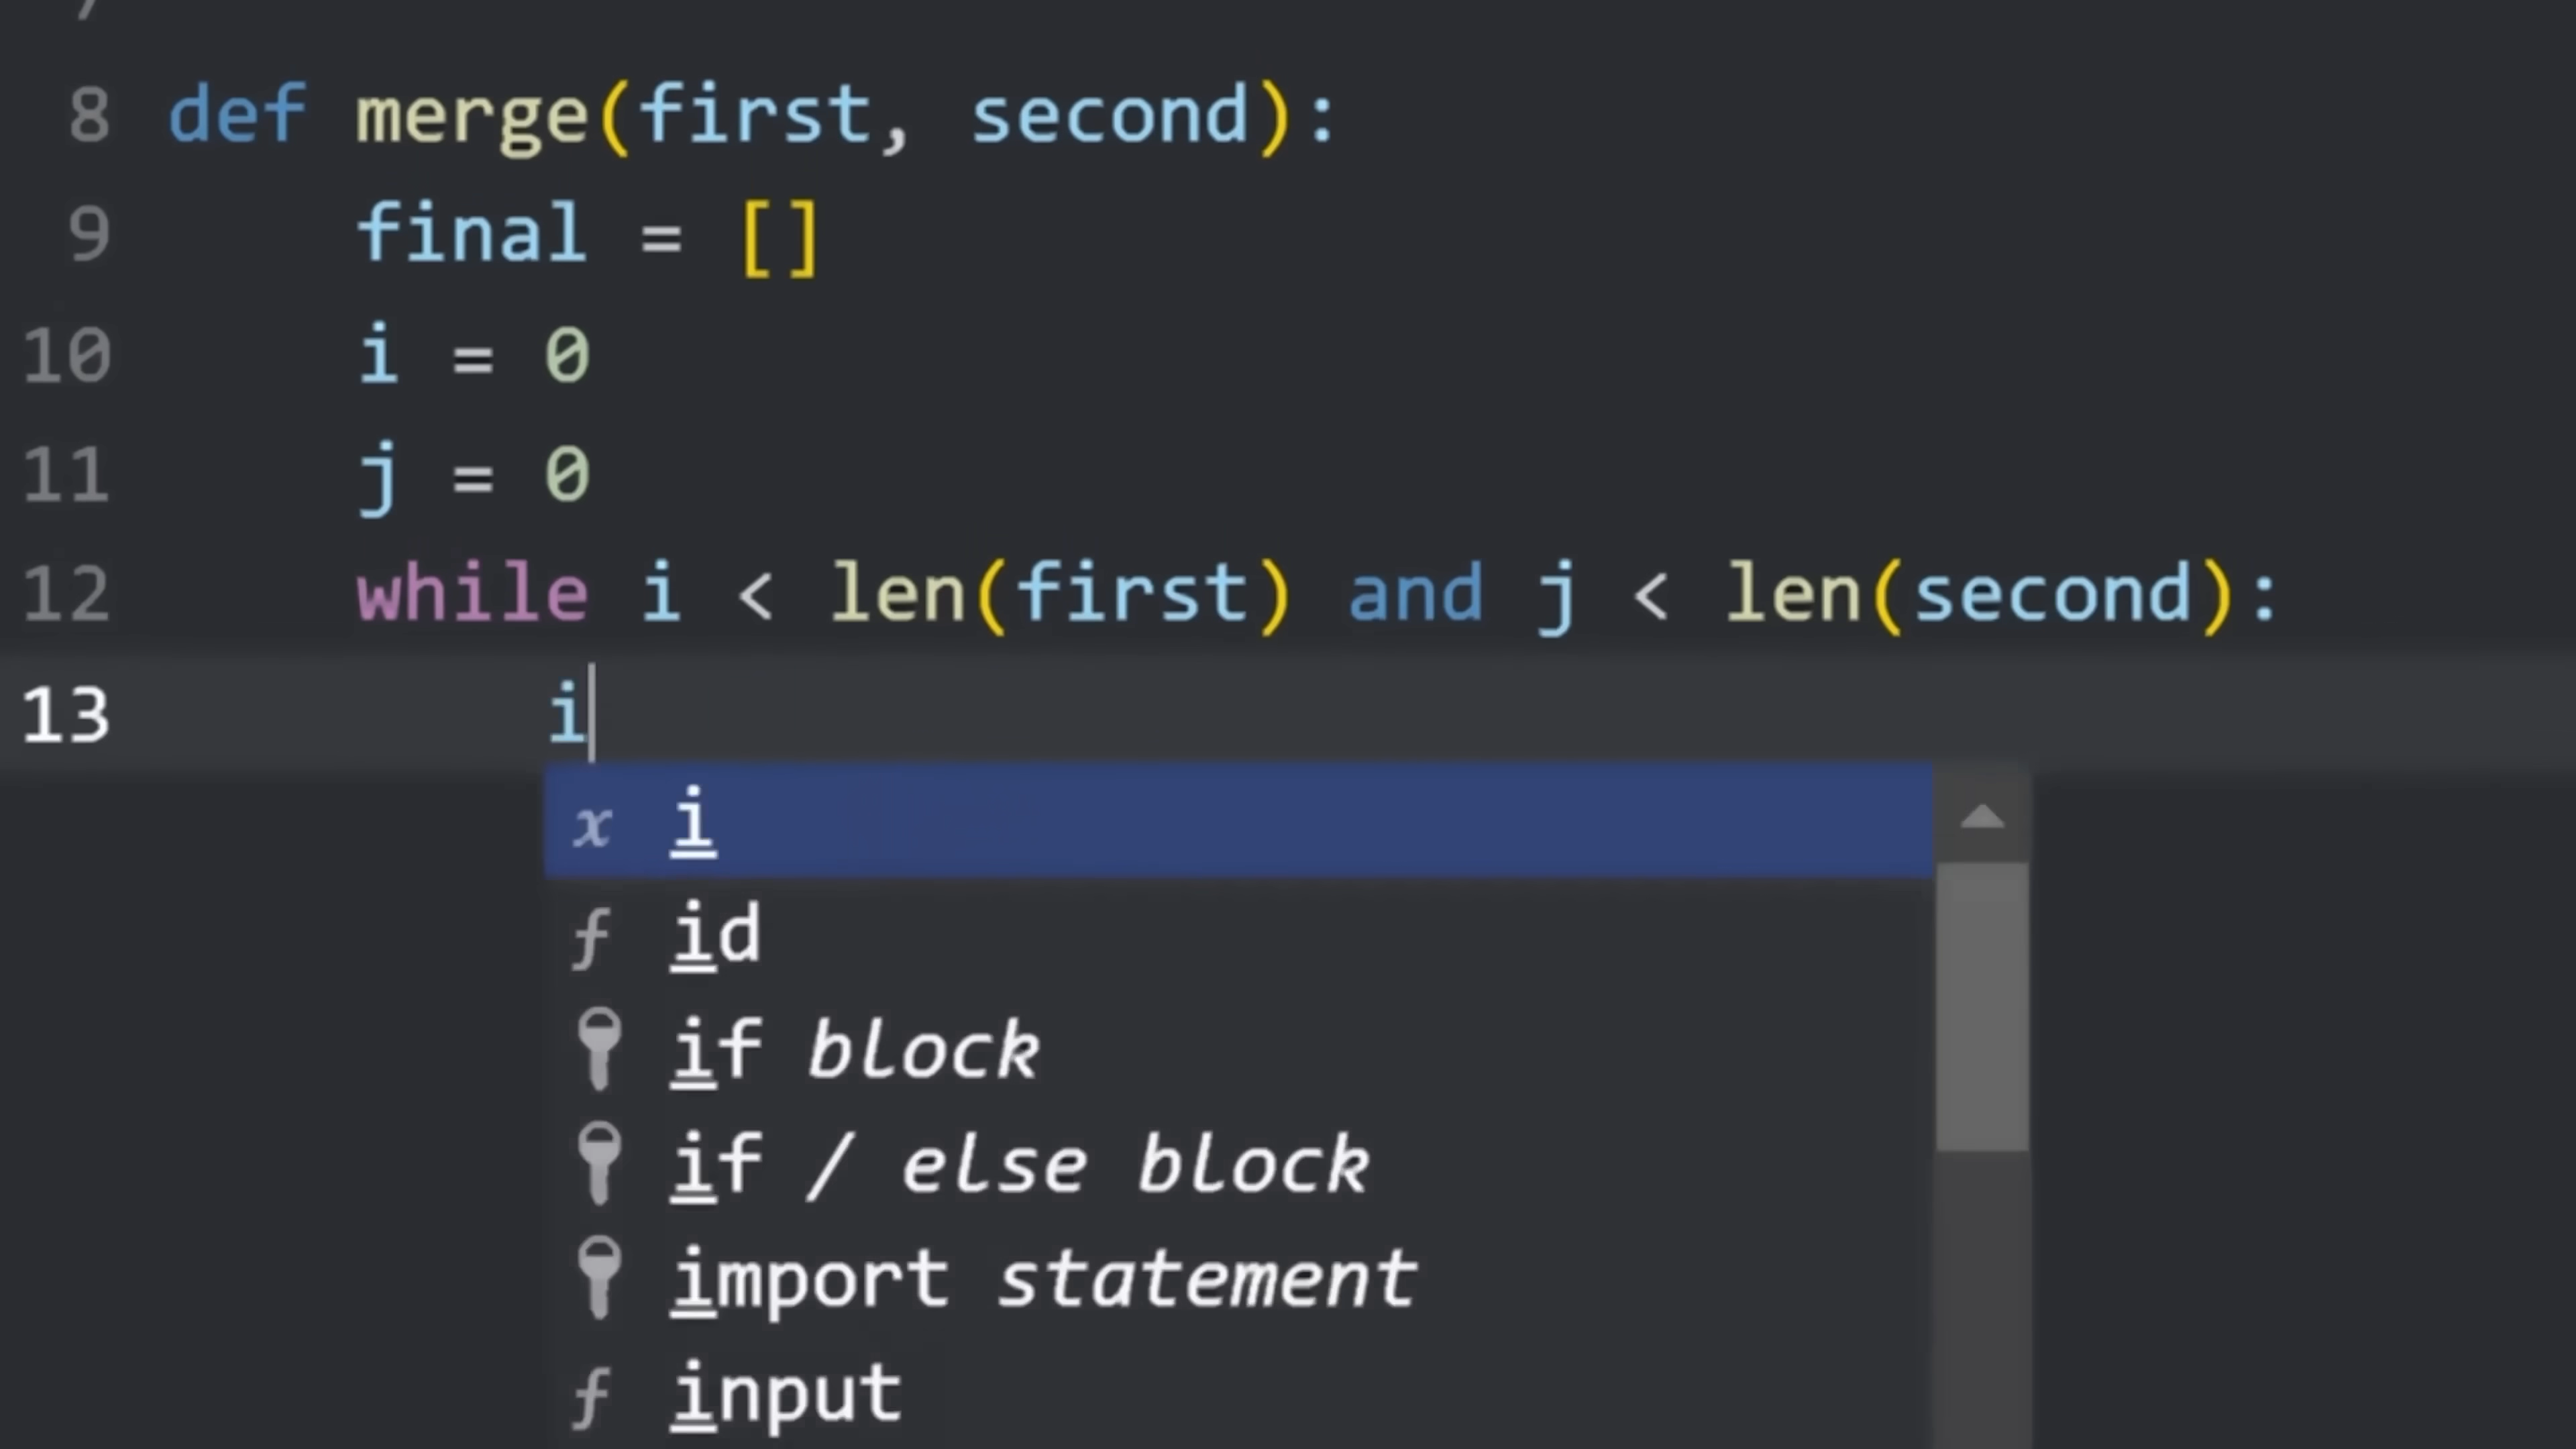 7
8 def merge(first, second):
9 final = []
10 i = 0
11 j = 0
12 while i < len(first) and j < len(second):
13 i
x i
f id
if block
if / else block
import statement
f input